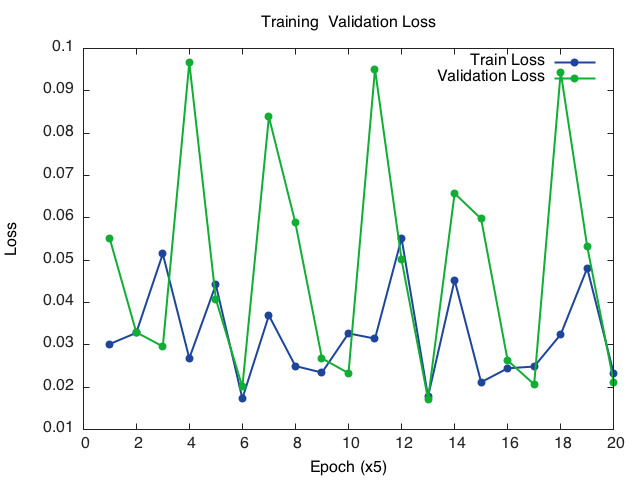 Training  Validation Loss
Train Loss
Validation Loss
0.1
0.09
0.08
0.07
0.06
0.05
0.04
0.03
0.02
0.01
Loss
0 2 4 6 8 10 12 14 16 18 20
Epoch (x5)